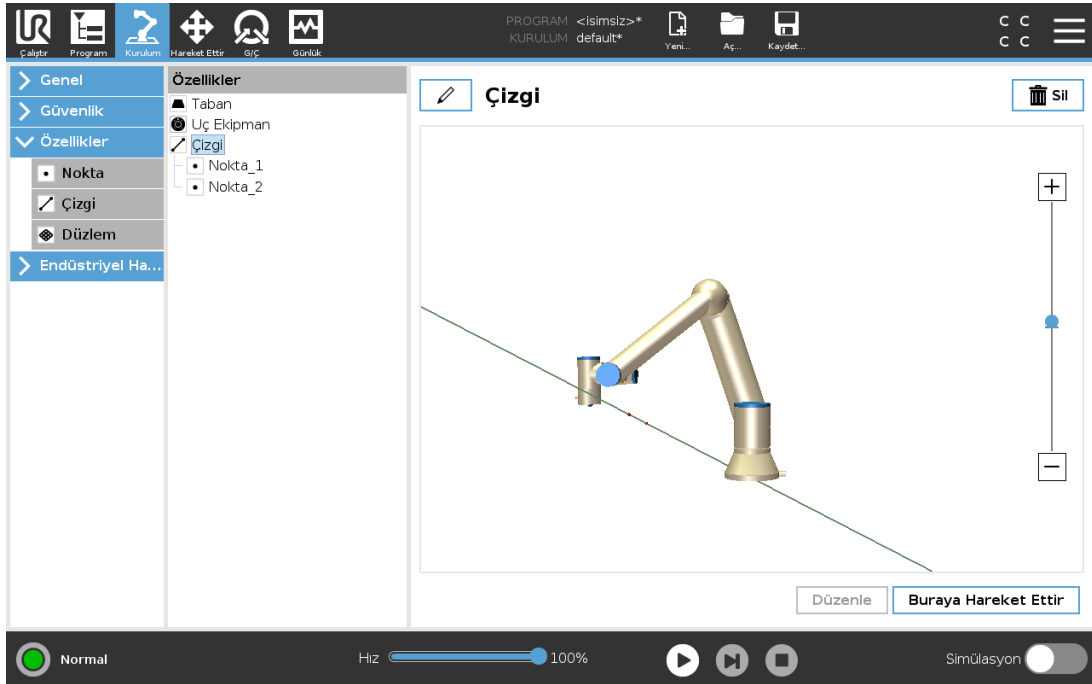 UR
Çalıştır Program Kurulum Hareket Ettir G/Ç Günlük
PROGRAM <isimsiz>*
KURULUM default*
Yeni... Aç... Kaydet...
C C
C C
Genel
Güvenlik
Özellikler
Nokta
Çizgi
Düzlem
Endüstriyel Ha...
Özellikler
Taban
Uç Ekipman
Çizgi
Nokta_1
Nokta_2
Çizgi
Sil
Düzenle
Buraya Hareket Ettir
Normal
Hız
100%
Simülasyon